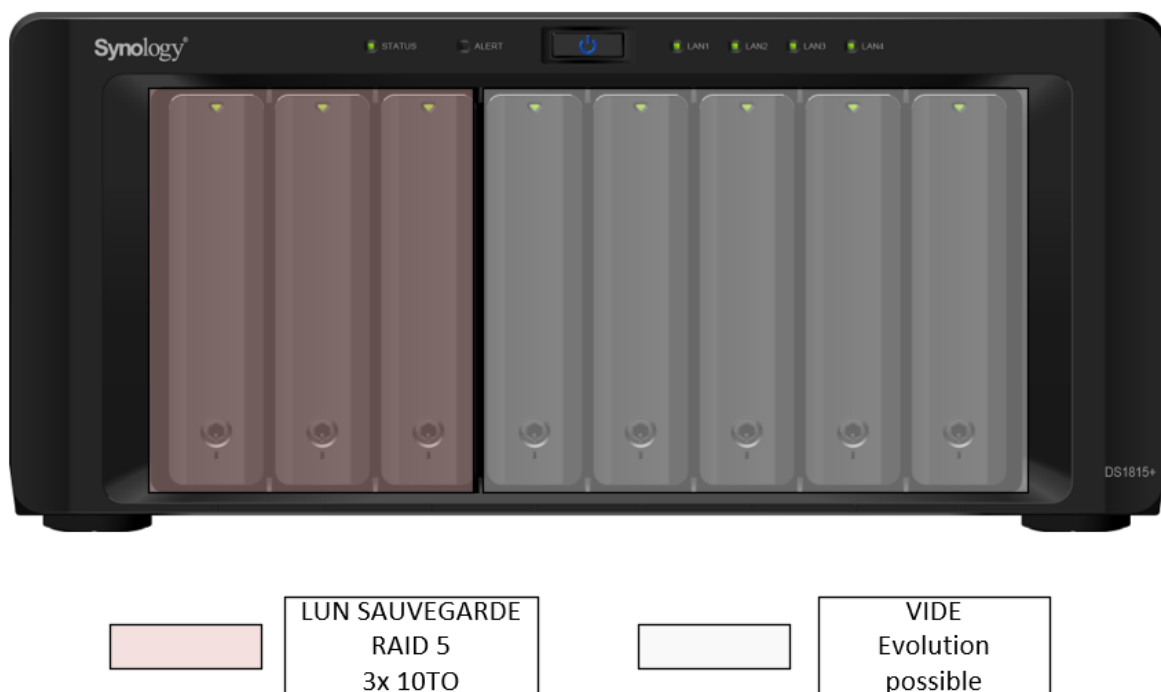 Synology®
STATUS ALERT LAN1 LAN2 LAN3 LAN4
DS1815+
LUN SAUVEGARDE
RAID 5
3x 10TO
VIDE
Evolution
possible